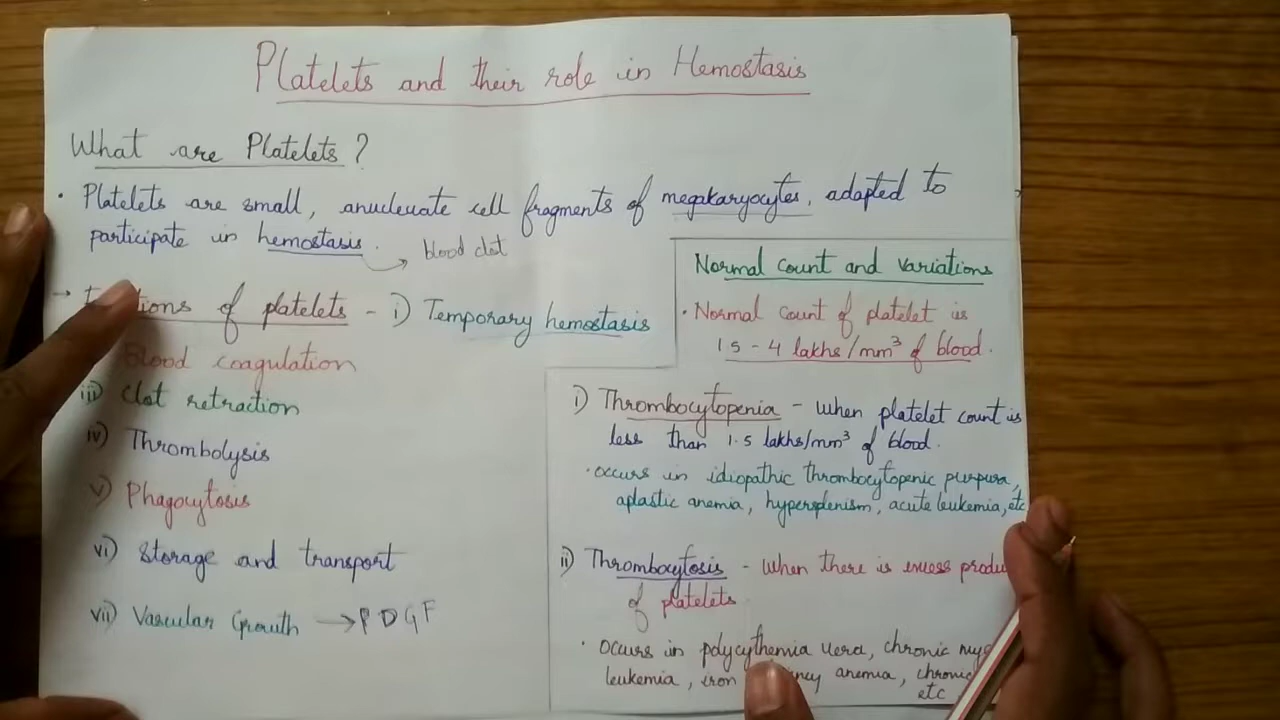 Platelets and their role in Hemostasis
What are Platelets?
• Platelets are small, anucleuate cell fragments of megakaryocytes, adapted to
participate in hemostasis.
→ blood clot
→ of platelets - i) Temporary hemostasis
Blood coagulation
iii) Clot retraction
iv) Thrombolysis
v) Phagocytosis
vi) Storage and transport
vii) Vascular Growth → PDGF
Normal count and variations
• Normal count of platelet is
1.5 - 4 lakhs/mm³ of blood.
i) Thrombocytopenia - when platelet count is
less than 1.5 lakhs/mm³ of blood.
• occurs in idiopathic thrombocytopenic purpura,
aplastic anemia, hypersplenism, acute leukemia, etc
ii) Thrombocytosis - when there is excess
of platelets.
• occurs in polycythemia vera, chronic
leukemia, iron anemia, chronic
etc